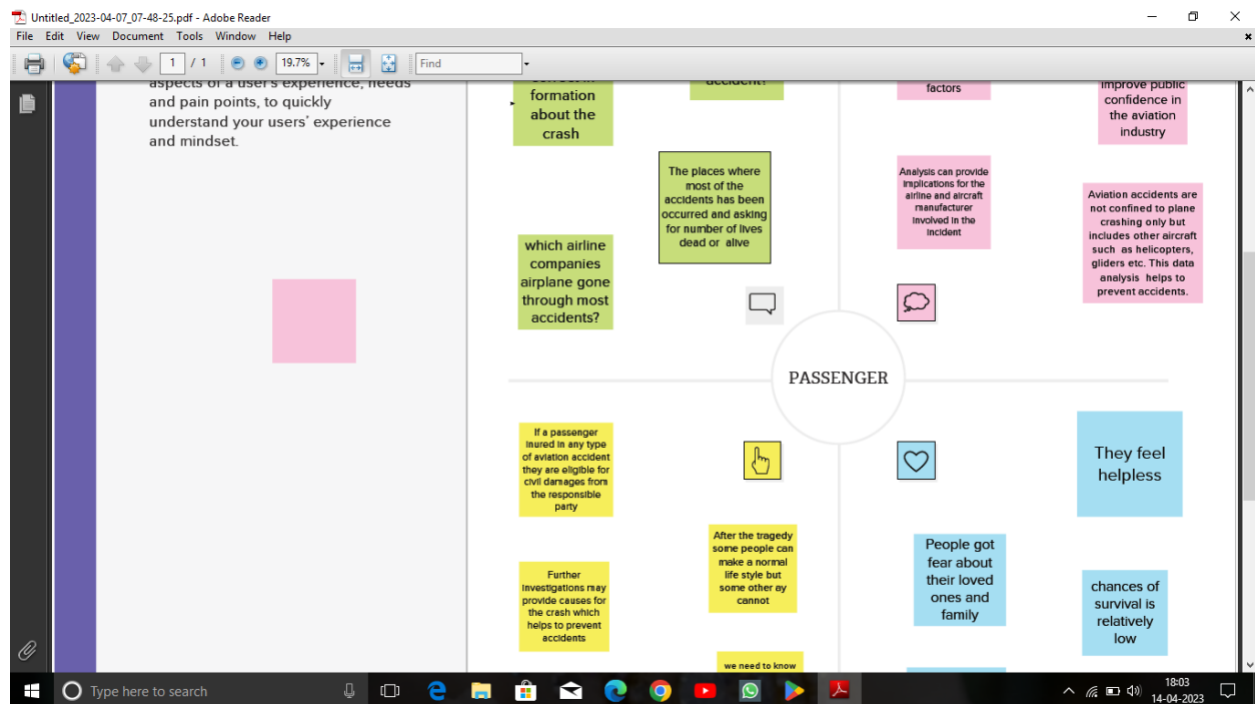 Untitled_2023-04-07_07-48-25.pdf - Adobe Reader
File Edit View Document Tools Window Help
1 / 1 19.7% Find
aspects of a user's experience, needs
and pain points, to quickly
understand your users' experience
and mindset.
formation
about the
crash
accident?
The places where
most of the
accidents has been
occurred and asking
for number of lives
dead or alive
which airline
companies
airplane gone
through most
accidents?
factors
improve public
confidence in
the aviation
industry
Analysis can provide
implications for the
airline and aircraft
manufacturer
involved in the
incident
Aviation accidents are
not confined to plane
crashing only but
includes other aircraft
such as helicopters,
gliders etc. This data
analysis helps to
prevent accidents.
PASSENGER
If a passenger
inured in any type
of aviation accident
they are eligible for
civil damages from
the responsible
party
After the tragedy
some people can
make a normal
life style but
some other ay
cannot
Further
investigations may
provide causes for
the crash which
helps to prevent
accidents
we need to know
They feel
helpless
People got
fear about
their loved
ones and
family
chances of
survival is
relatively
low
Type here to search
18:03
14-04-2023